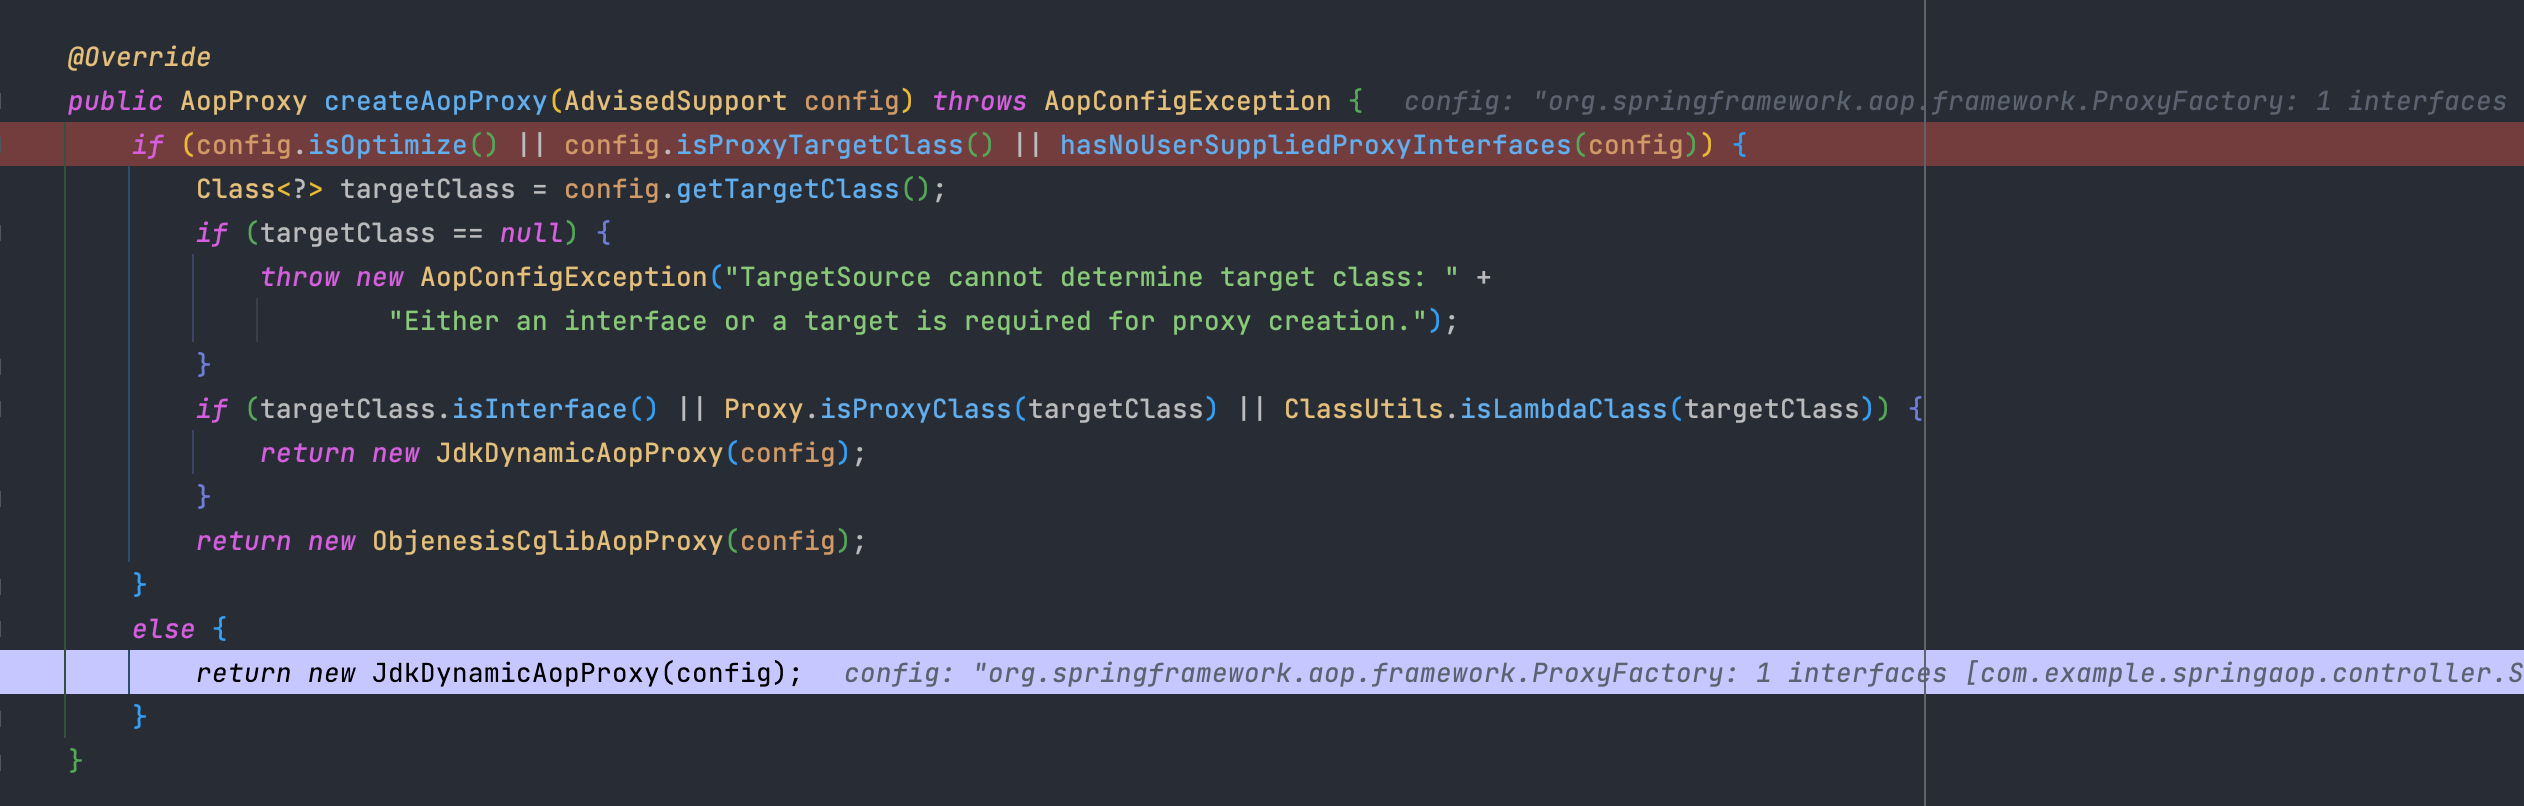 @Override
public AopProxy createAopProxy(AdvisedSupport config) throws AopConfigException {   config: "org.springframework.aop.framework.ProxyFactory: 1 interfaces
    if (config.isOptimize() || config.isProxyTargetClass() || hasNoUserSuppliedProxyInterfaces(config)) {
        Class<?> targetClass = config.getTargetClass();
        if (targetClass == null) {
            throw new AopConfigException("TargetSource cannot determine target class: " +
                    "Either an interface or a target is required for proxy creation.");
        }
        if (targetClass.isInterface() || Proxy.isProxyClass(targetClass) || ClassUtils.isLambdaClass(targetClass)) {
            return new JdkDynamicAopProxy(config);
        }
        return new ObjenesisCglibAopProxy(config);
    }
    else {
        return new JdkDynamicAopProxy(config);   config: "org.springframework.aop.framework.ProxyFactory: 1 interfaces [com.example.springaop.controller.S
    }
}